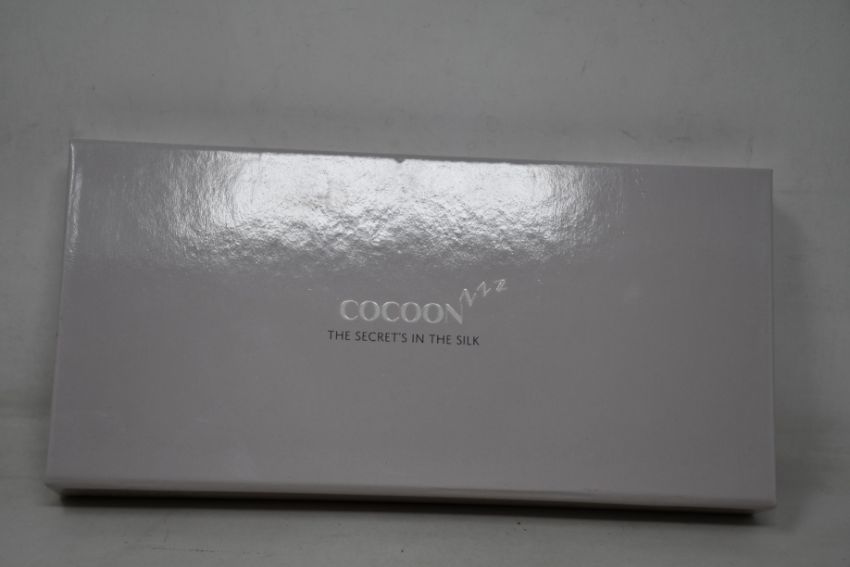 COCOONzzz
THE SECRET'S IN THE SILK